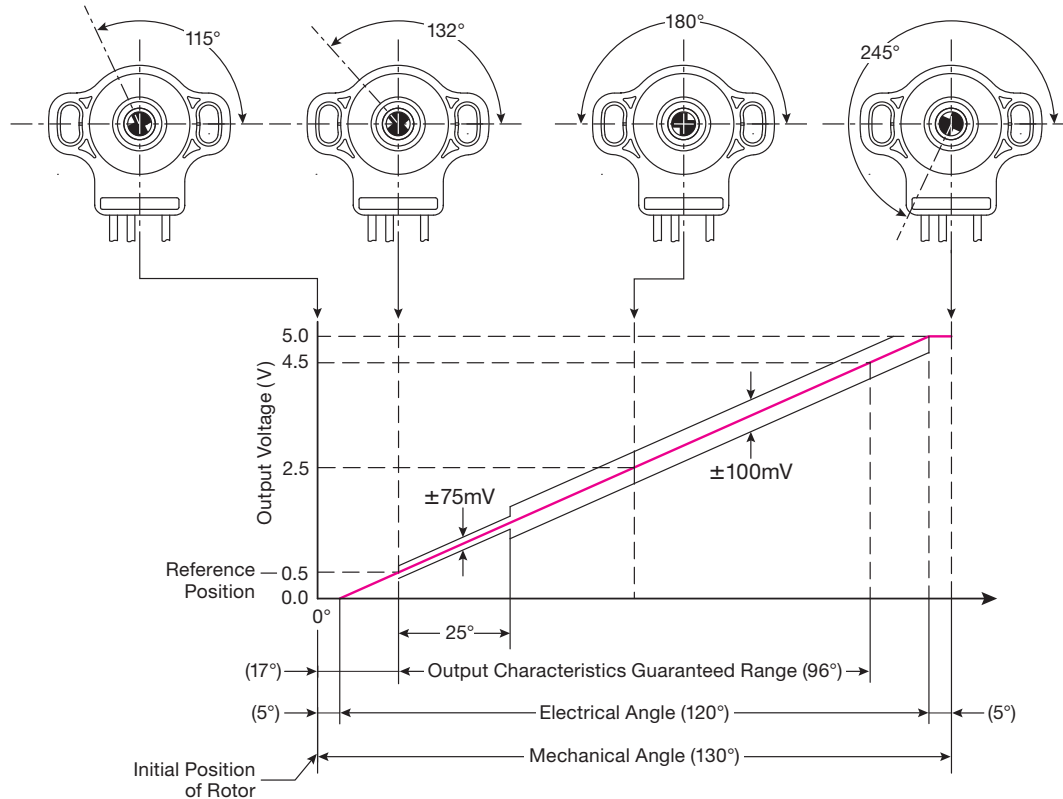 115°
132°
180°
245°
5.0
4.5
2.5
0.5
0.0
Output Voltage (V)
±75mV
±100mV
Reference
Position
0°
25°
(17°)
Output Characteristics Guaranteed Range (96°)
(5°)
Electrical Angle (120°)
(5°)
Mechanical Angle (130°)
Initial Position
of Rotor